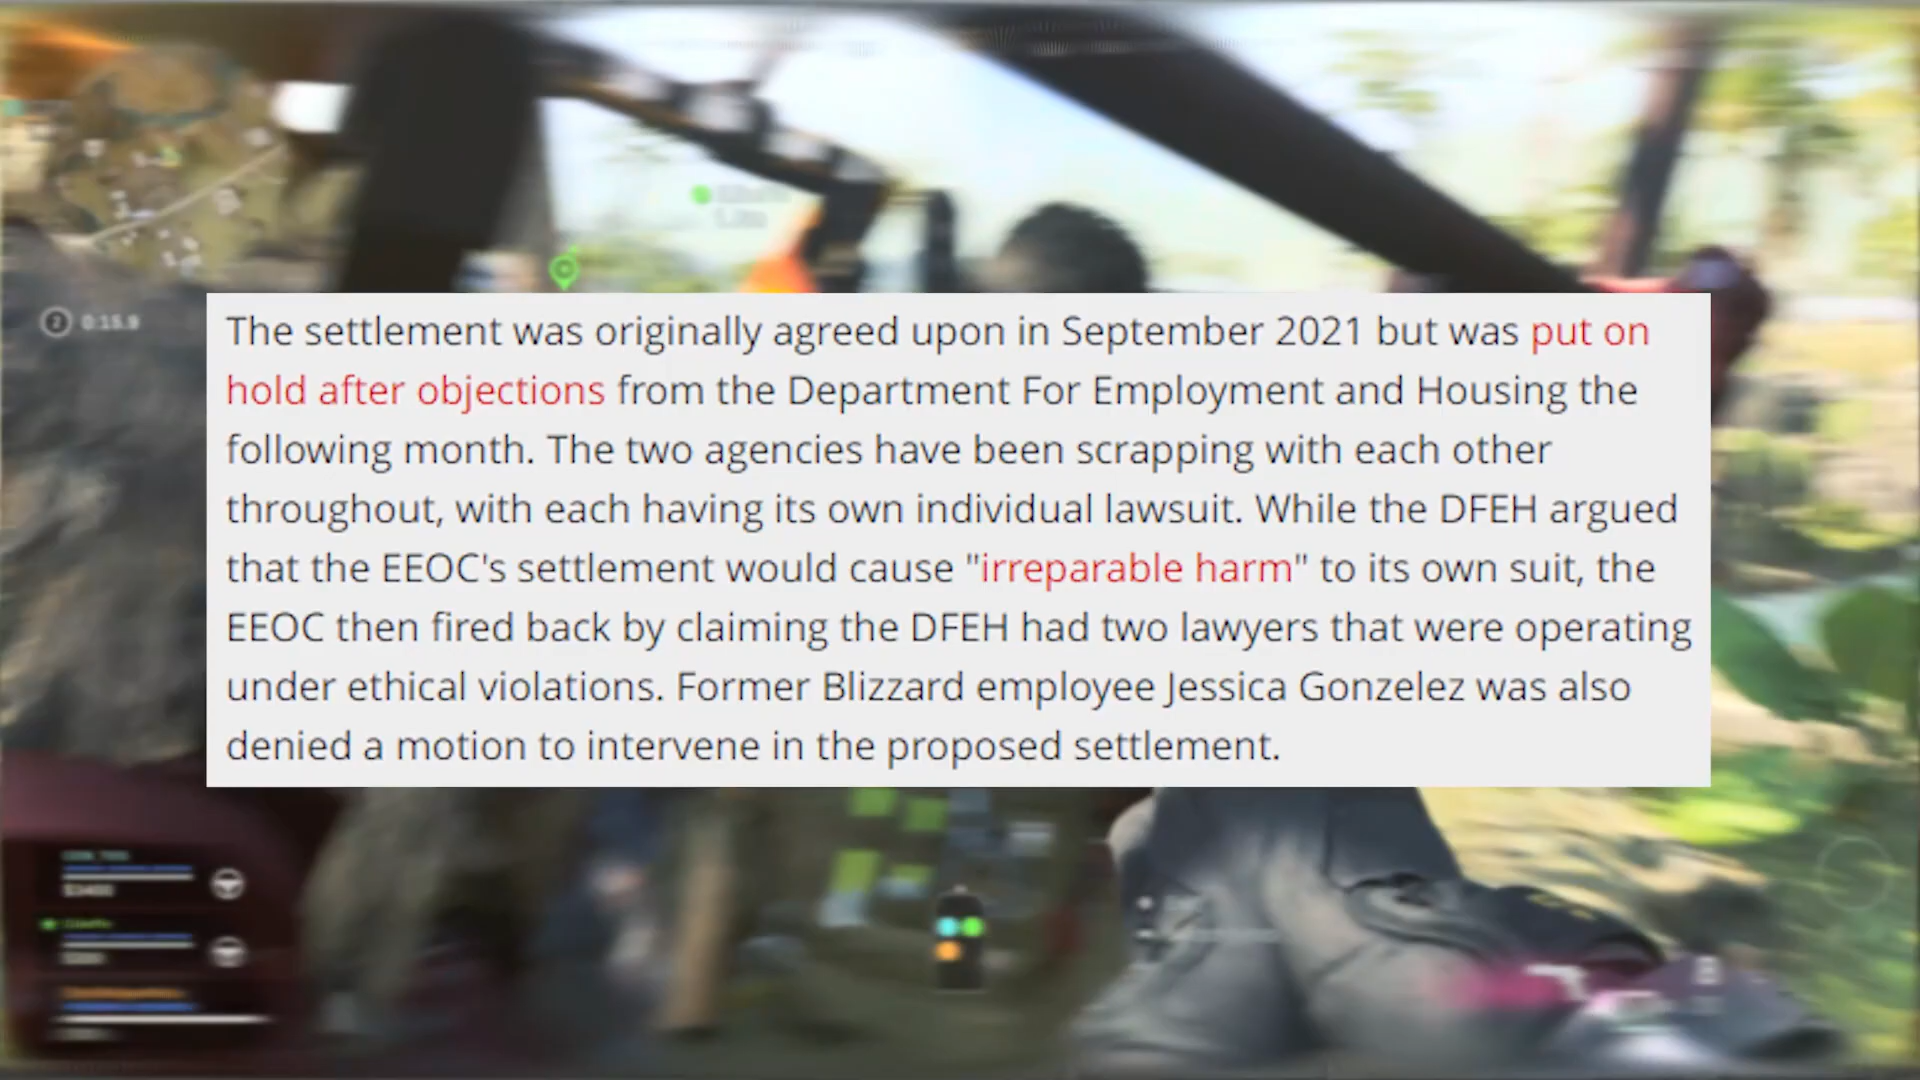 0:15.9
The settlement was originally agreed upon in September 2021 but was put on
hold after objections from the Department For Employment and Housing the
following month. The two agencies have been scrapping with each other
throughout, with each having its own individual lawsuit. While the DFEH argued
that the EEOC's settlement would cause "irreparable harm" to its own suit, the
EEOC then fired back by claiming the DFEH had two lawyers that were operating
under ethical violations. Former Blizzard employee Jessica Gonzelez was also
denied a motion to intervene in the proposed settlement.